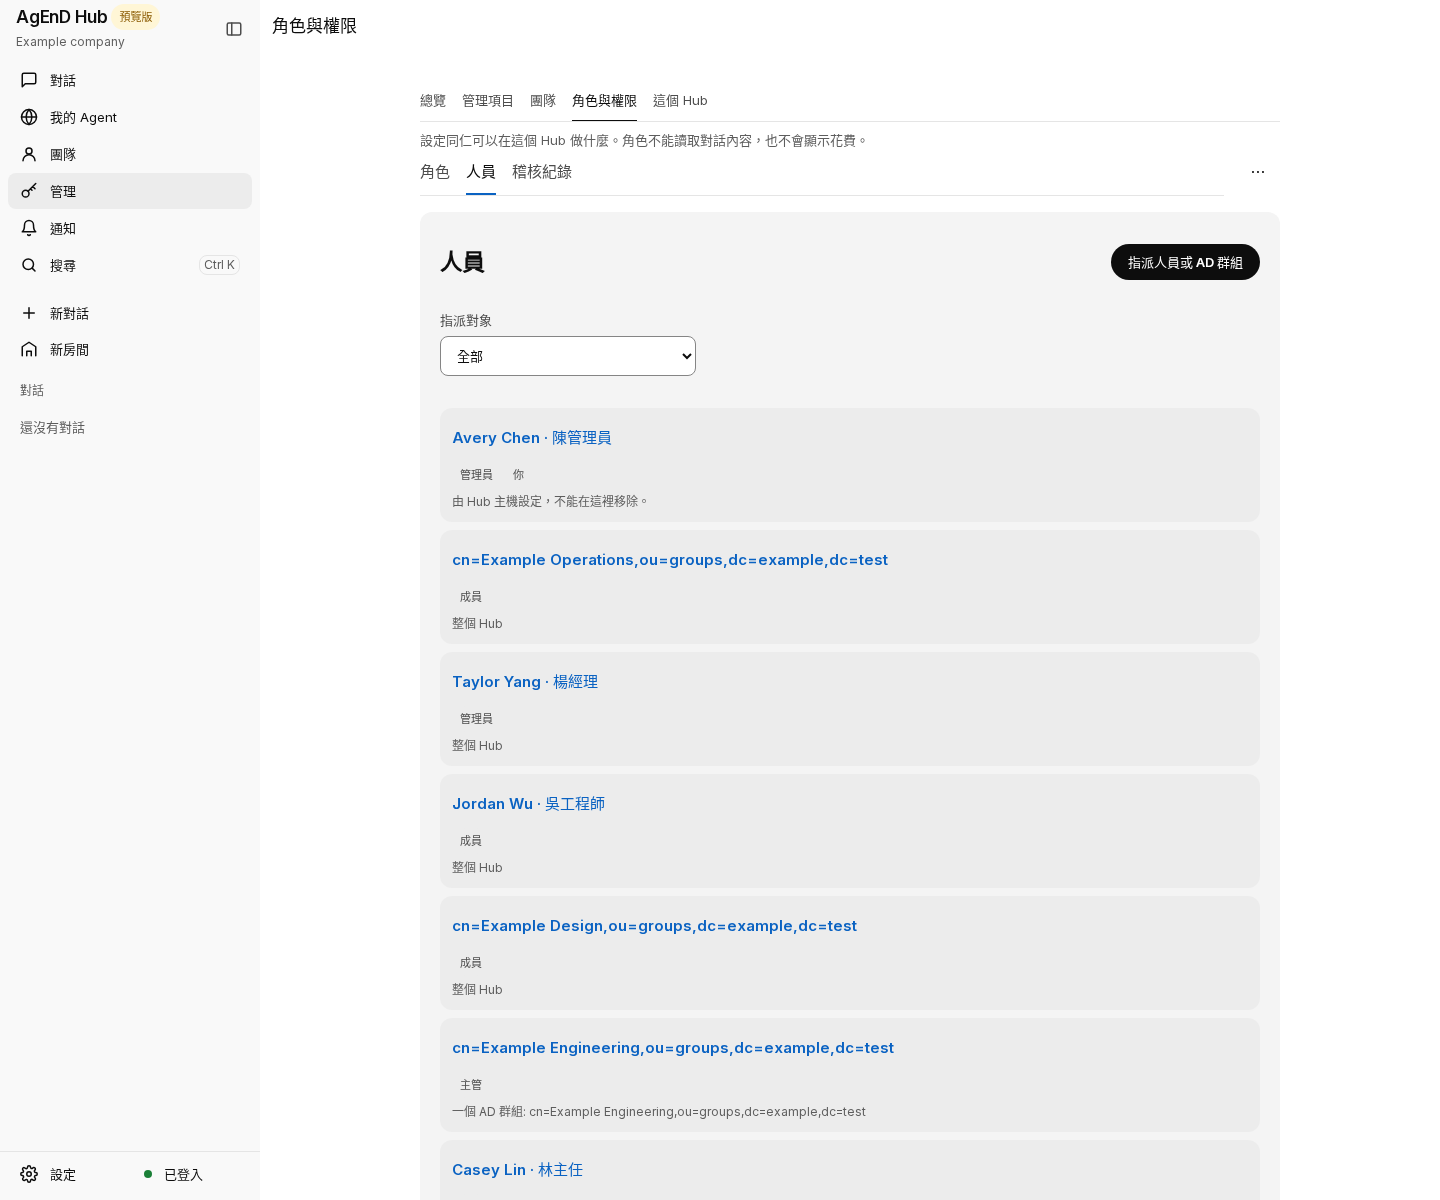 AgEnD Hub 預覽版
Example company
對話
我的 Agent
團隊
管理
通知
搜尋 Ctrl K
新對話
新房間
對話
還沒有對話
設定 已登入
角色與權限
總覽 管理項目 團隊 角色與權限 這個 Hub
設定同仁可以在這個 Hub 做什麼。角色不能讀取對話內容，也不會顯示花費。
角色 人員 稽核紀錄 ...
人員 指派人員或 AD 群組
指派對象
全部
Avery Chen · 陳管理員
管理員 你
由 Hub 主機設定，不能在這裡移除。
cn=Example Operations,ou=groups,dc=example,dc=test
成員
整個 Hub
Taylor Yang · 楊經理
管理員
整個 Hub
Jordan Wu · 吳工程師
成員
整個 Hub
cn=Example Design,ou=groups,dc=example,dc=test
成員
整個 Hub
cn=Example Engineering,ou=groups,dc=example,dc=test
主管
一個 AD 群組: cn=Example Engineering,ou=groups,dc=example,dc=test
Casey Lin · 林主任